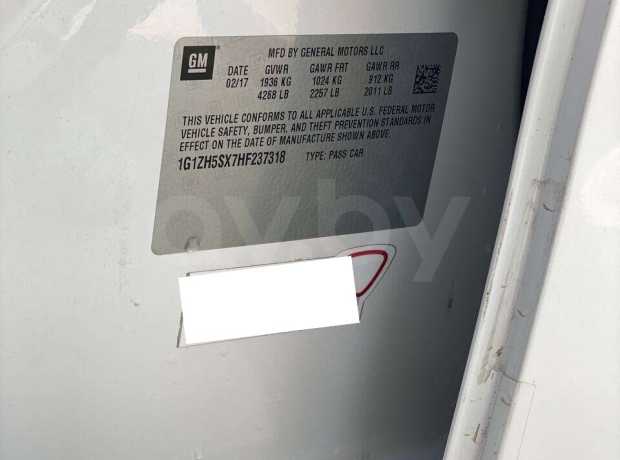 GM
MFD BY GENERAL MOTORS LLC
DATE GVWR GAWR FRT GAWR RR
02/17 1936 KG 1024 KG 912 KG
4268 LB 2257 LB 2011 LB
THIS VEHICLE CONFORMS TO ALL APPLICABLE U.S. FEDERAL MOTOR
VEHICLE SAFETY, BUMPER, AND THEFT PREVENTION STANDARDS IN
EFFECT ON THE DATE OF MANUFACTURE SHOWN ABOVE.
1G1ZH5SX7HF237318 TYPE: PASS CAR
av.by